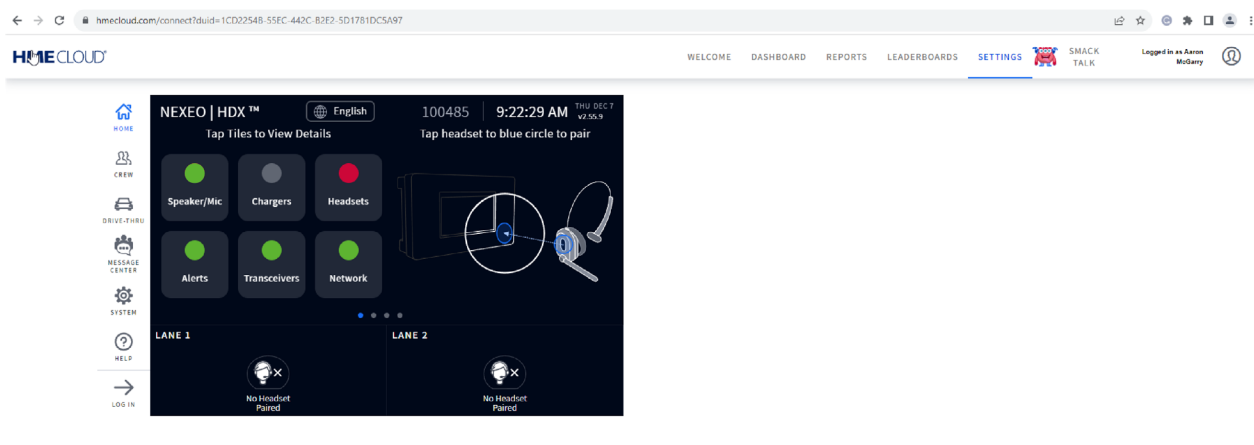 hmecloud.com/connect?duid=1CD2254B-55EC-442C-B2E2-5D1781DC5A97
HME CLOUD
WELCOME DASHBOARD REPORTS LEADERBOARDS SETTINGS SMACK TALK
Logged in as Aaron McGarry
HOME
CREW
DRIVE-THRU
MESSAGE CENTER
SYSTEM
HELP
LOG IN
NEXEO | HDX ™ English 100485 9:22:29 AM THU DEC 7
v2.55.9
Tap Tiles to View Details
Tap headset to blue circle to pair
Speaker/Mic Chargers Headsets
Alerts Transceivers Network
LANE 1
No Headset
Paired
LANE 2
No Headset
Paired